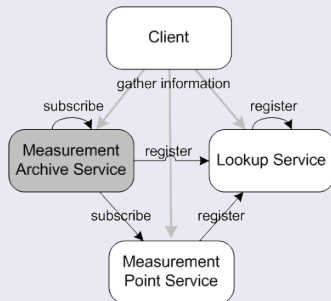 Client
gather information
subscribe
register
Measurement
Archive Service
register
Lookup Service
subscribe
register
Measurement
Point Service